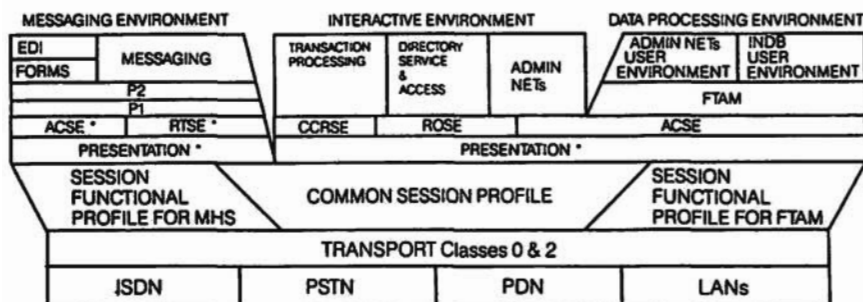 MESSAGING ENVIRONMENT
INTERACTIVE ENVIRONMENT
DATA PROCESSING ENVIRONMENT
EDI
FORMS
MESSAGING
TRANSACTION
PROCESSING
DIRECTORY
SERVICE
&
ACCESS
ADMIN
NETs
ADMIN NETs
USER
ENVIRONMENT
INDB
USER
ENVIRONMENT
P2
P1
FTAM
ACSE *
RTSE *
CCRSE
ROSE
ACSE
PRESENTATION *
PRESENTATION *
SESSION
FUNCTIONAL
PROFILE FOR MHS
COMMON SESSION PROFILE
SESSION
FUNCTIONAL
PROFILE FOR FTAM
TRANSPORT Classes 0 & 2
ISDN
PSTN
PDN
LANs